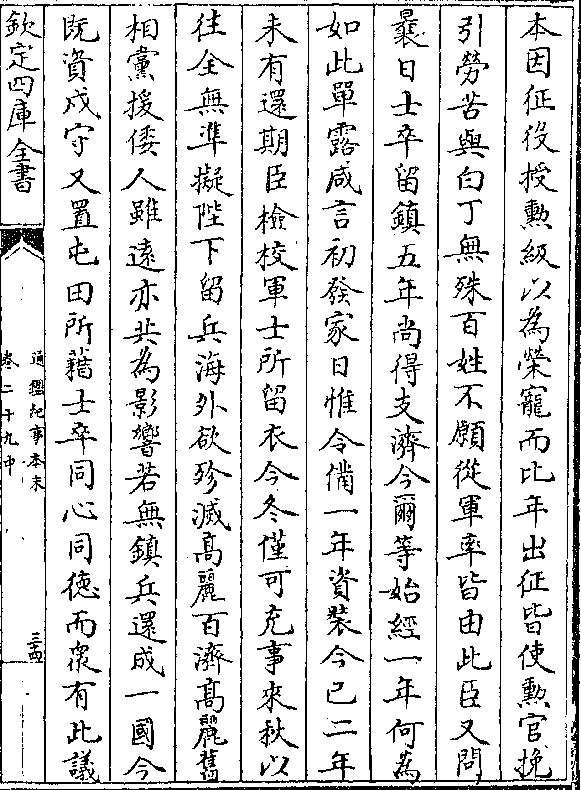 本因征役授勲級以為榮寵而比年出征皆使勲官挽
引勞苦與白丁無殊百姓不願從軍率皆由此臣又問
曩日士卒留鎮五年尚得支濟今爾等始經一年何為
如此單露咸言初發家日惟令備一年資装今已二年
未有還期臣檢校軍士所留衣今冬僅可充事來秋以
往全無準擬陛下留兵海外欲殄滅髙麗百濟髙麗舊
相黨援倭人雖遠亦共為影響若無鎮兵還成一國今
既資戍守又置屯田所藉士卒同心同徳而衆有此議
欽定四庫全書
通鑑紀事本末
卷二十九中
三四